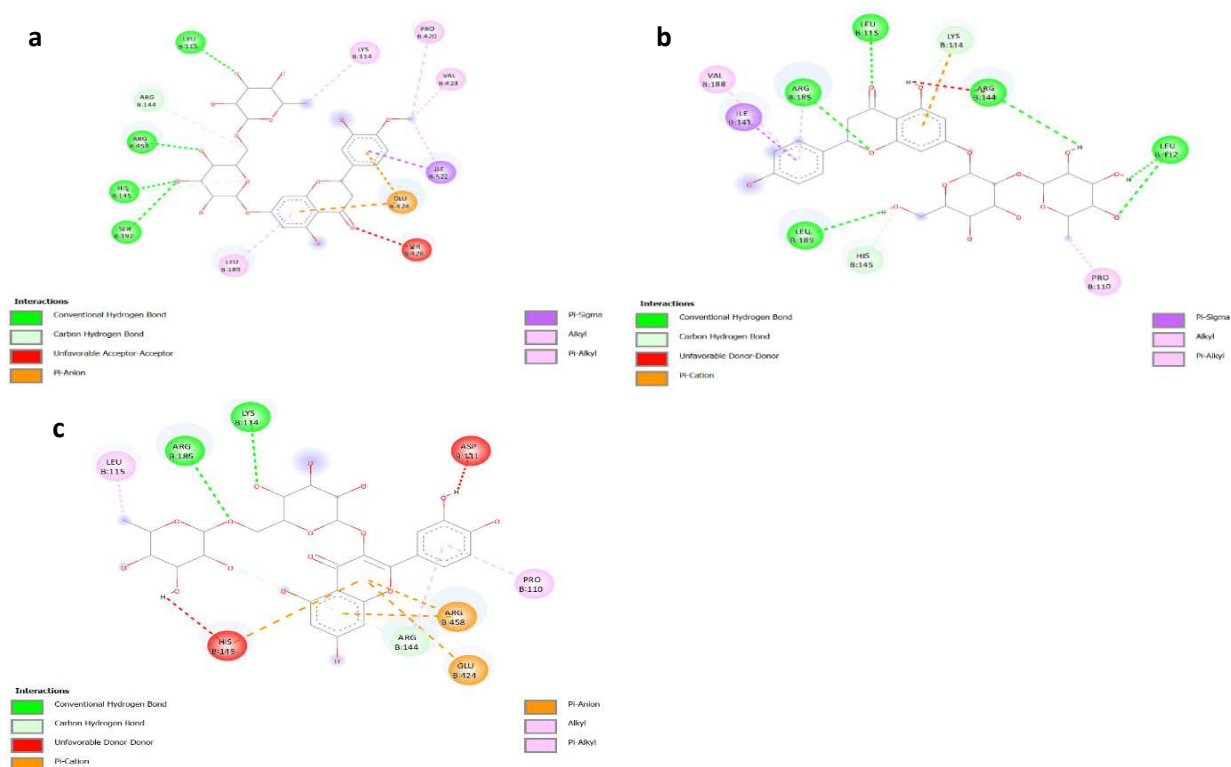 a
LEU
B:115
ARG
B:144
ARG
B:458
HIS
B:145
SER
B:192
LEU
B:189
LYS
B:114
PRO
B:420
VAL
B:423
ILE
B:522
GLU
B:424
B:426
Interactions
Conventional Hydrogen Bond
Carbon Hydrogen Bond
Unfavorable Acceptor-Acceptor
Pi-Anion
Pi-Sigma
Alkyl
Pi-Alkyl
b
LEU
B:115
LYS
B:114
VAL
B:188
ARG
B:185
ILE
B:141
ARG
B:144
H
H
LEU
B:112
H
H
LEU
B:189
HIS
B:145
PRO
B:110
Interactions
Conventional Hydrogen Bond
Carbon Hydrogen Bond
Unfavorable Donor-Donor
Pi-Cation
Pi-Sigma
Alkyl
Pi-Alkyl
c
LYS
B:114
ARG
B:185
LEU
B:115
ASP
B:111
H
PRO
B:110
H
HIS
B:145
ARG
B:458
ARG
B:144
GLU
B:424
Interactions
Conventional Hydrogen Bond
Carbon Hydrogen Bond
Unfavorable Donor-Donor
Pi-Cation
Pi-Anion
Alkyl
Pi-Alkyl